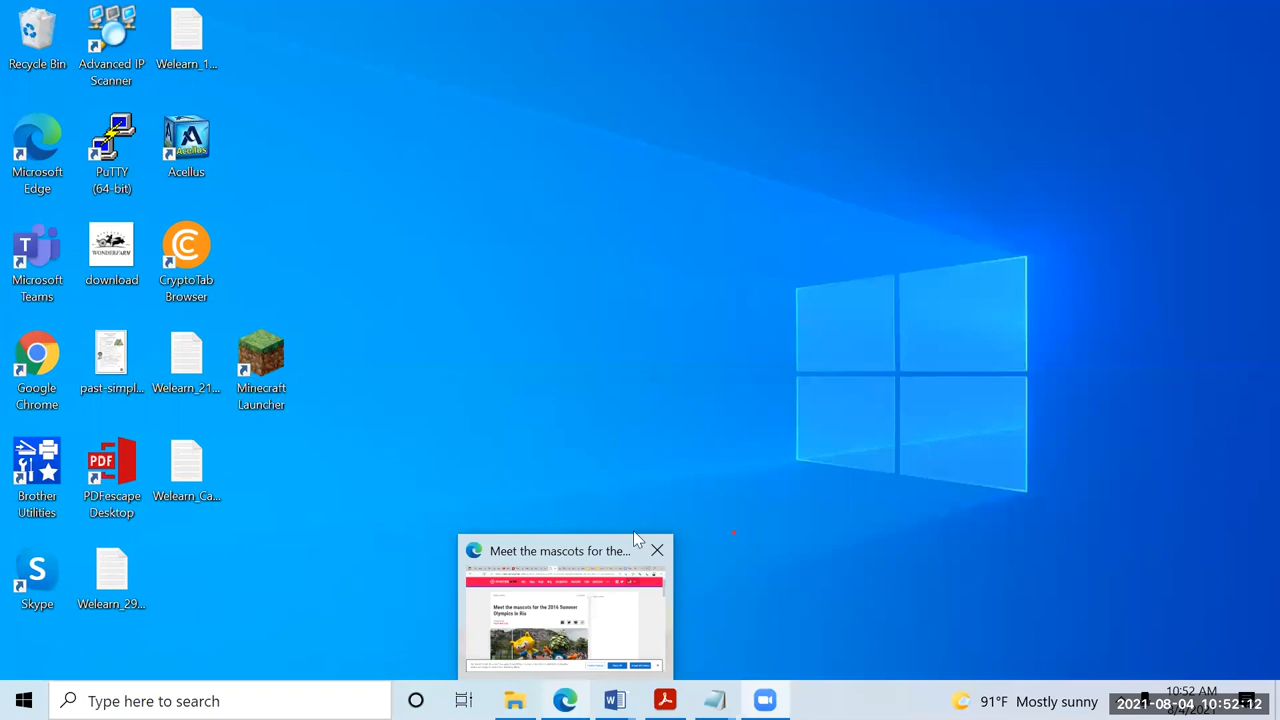 Recycle Bin
Advanced IP
Scanner
Welearn_1...
Microsoft
Edge
PuTTY
(64-bit)
Acellus
Microsoft
Teams
WONDERFARM
download
CryptoTab
Browser
Google
Chrome
past-simpl...
Welearn_21...
Minecraft
Launcher
Brother
Utilities
PDF
PDFescape
Desktop
Welearn_Ca...
Skype
Welearn_29...
Meet the mascots for the...
Meet the mascots for the 2016 Summer
Olympics in Rio
Type here to search
91°F Mostly sunny
10:52 AM
2021-08-04 10:52:12